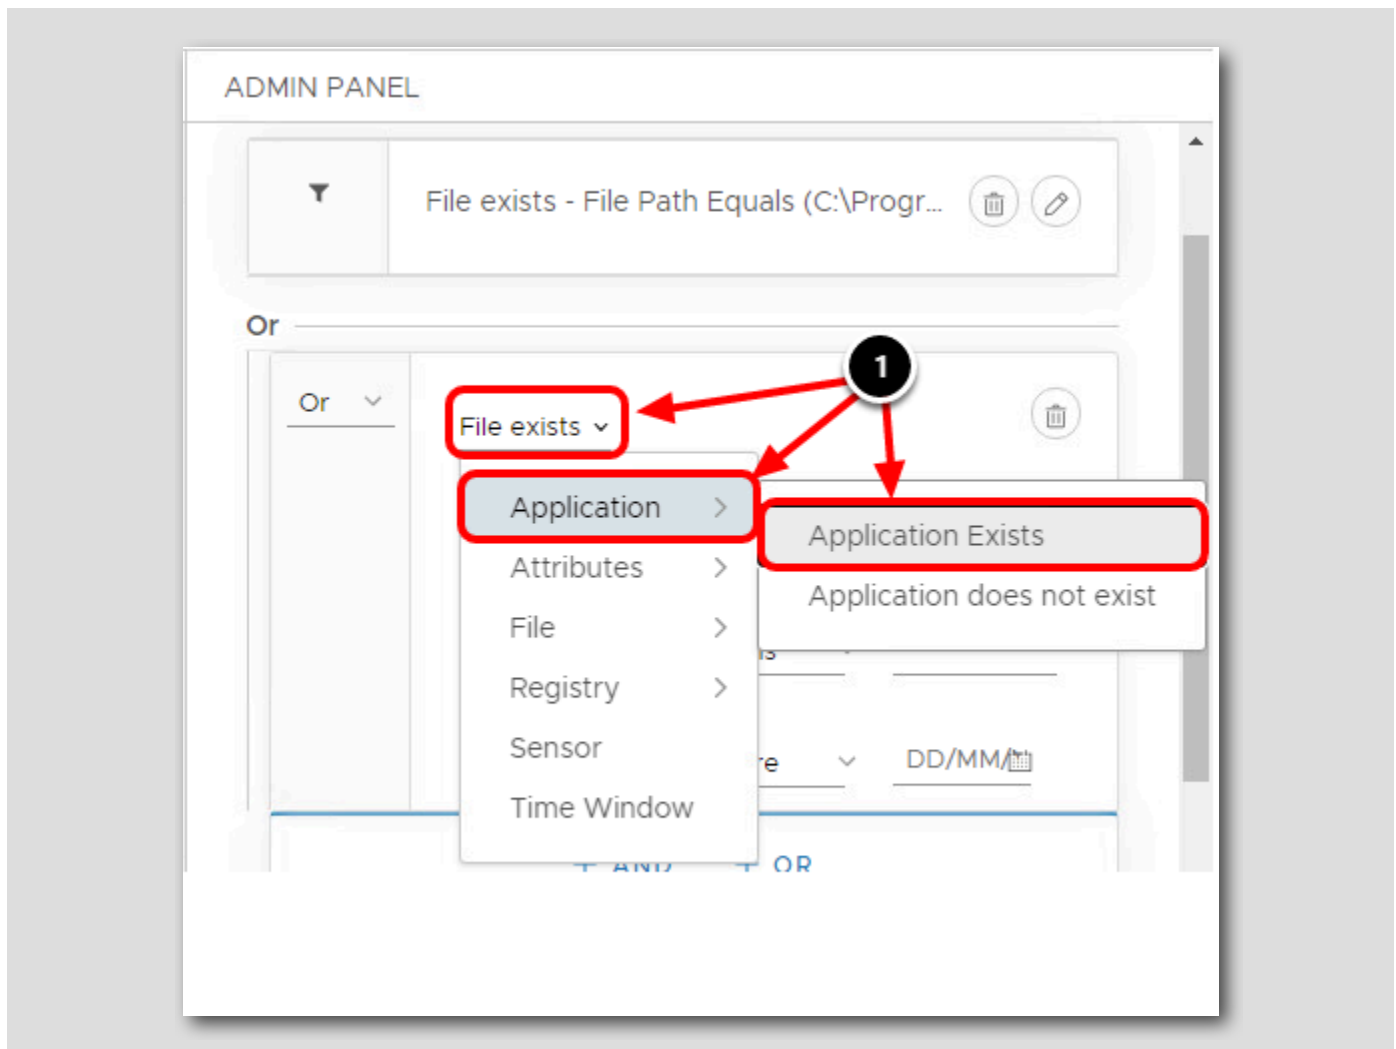 ADMIN PANEL
File exists - File Path Equals (C:\Progr...
Or
1
Or
File exists
Application
Application Exists
Attributes
Application does not exist
File
Registry
Sensor
DD/MM/
Time Window
+ AND + OR